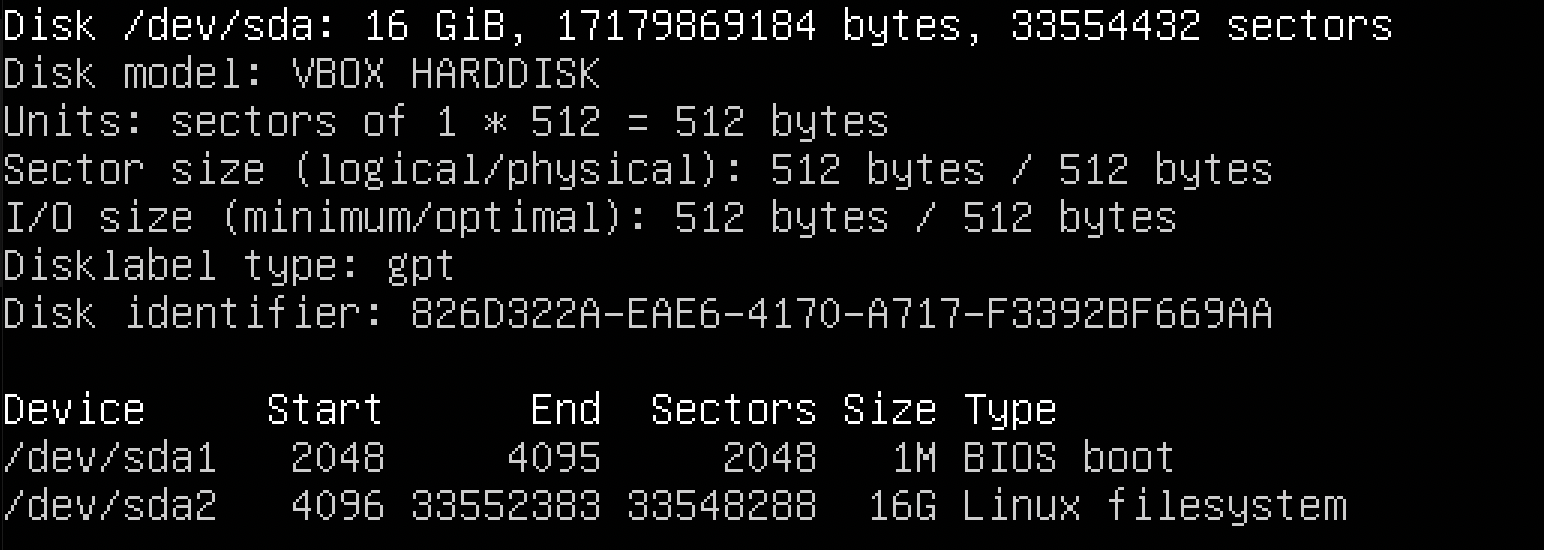 Disk /dev/sda: 16 GiB, 17179869184 bytes, 33554432 sectors
Disk model: VBOX HARDDISK
Units: sectors of 1 * 512 = 512 bytes
Sector size (logical/physical): 512 bytes / 512 bytes
I/O size (minimum/optimal): 512 bytes / 512 bytes
Disklabel type: gpt
Disk identifier: 826D322A-EAE6-4170-A717-F3392BF669AA
Device     Start      End  Sectors Size Type
/dev/sda1   2048     4095     2048   1M BIOS boot
/dev/sda2   4096 33552383 33548288  16G Linux filesystem